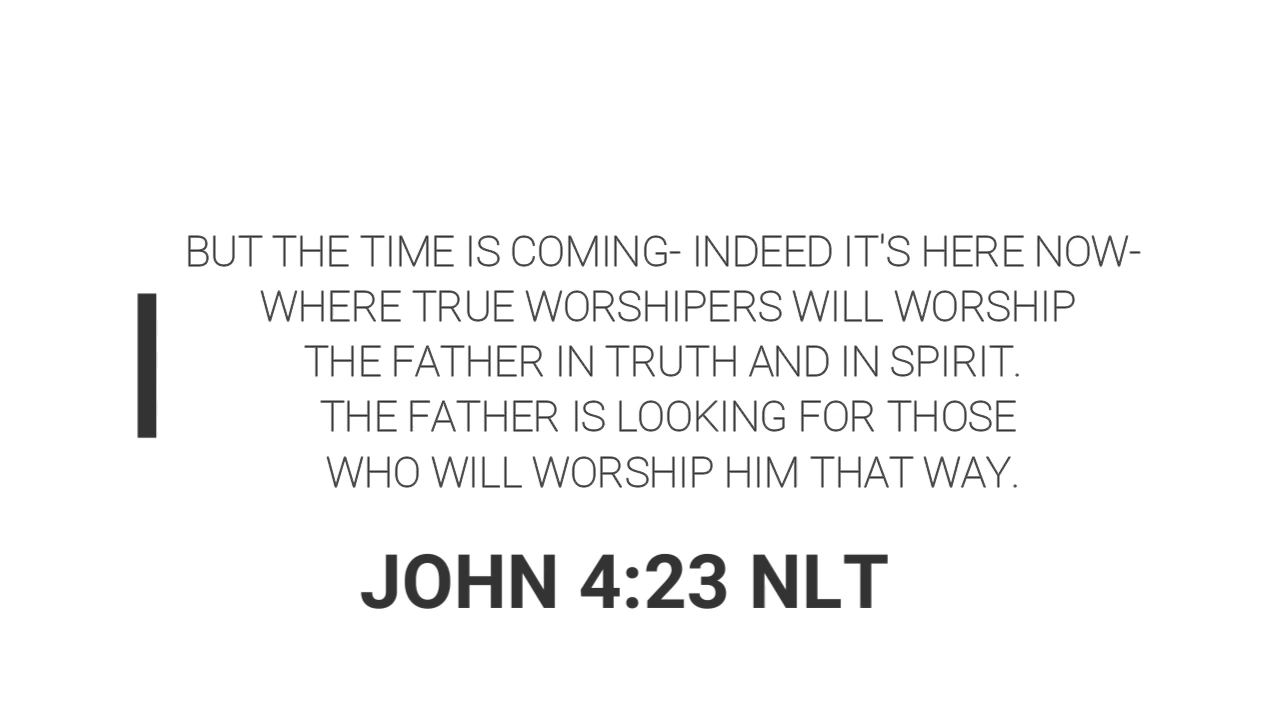 BUT THE TIME IS COMING- INDEED IT'S HERE NOW-
WHERE TRUE WORSHIPERS WILL WORSHIP
THE FATHER IN TRUTH AND IN SPIRIT.
THE FATHER IS LOOKING FOR THOSE
WHO WILL WORSHIP HIM THAT WAY.
JOHN 4:23 NLT